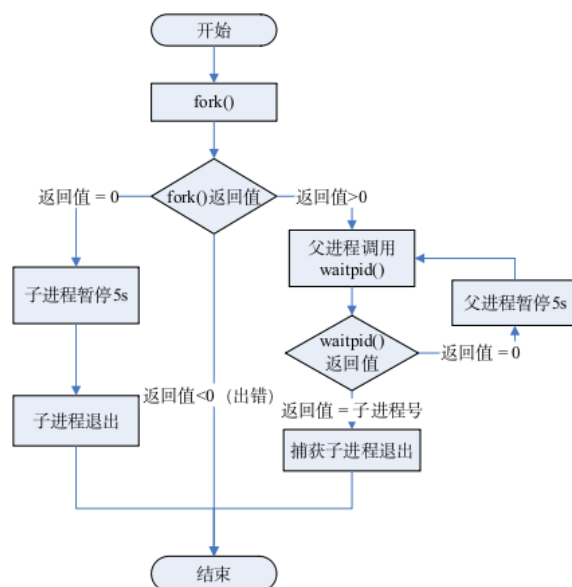 开始
fork()
fork()返回值
返回值 = 0
返回值>0
父进程调用
waitpid()
子进程暂停5s
父进程暂停5s
waitpid()
返回值
返回值 = 0
返回值<0（出错）
返回值 = 子进程号
子进程退出
捕获子进程退出
结束